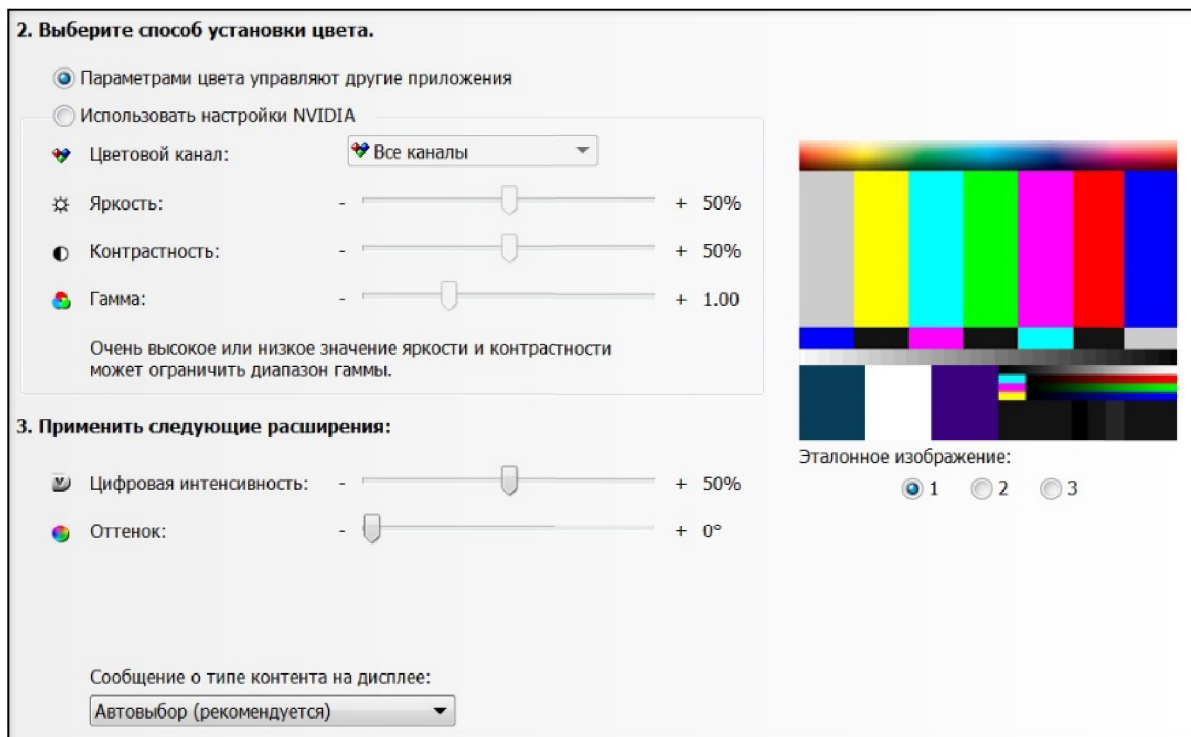 2. Выберите способ установки цвета.
Параметрами цвета управляют другие приложения
Использовать настройки NVIDIA
Цветовой канал: Все каналы
Яркость: - + 50%
Контрастность: - + 50%
Гамма: - + 1.00
Очень высокое или низкое значение яркости и контрастности
может ограничить диапазон гаммы.
3. Применить следующие расширения:
Цифровая интенсивность: - + 50%
Оттенок: - + 0°
Эталонное изображение:
1 2 3
Сообщение о типе контента на дисплее:
Автовыбор (рекомендуется)